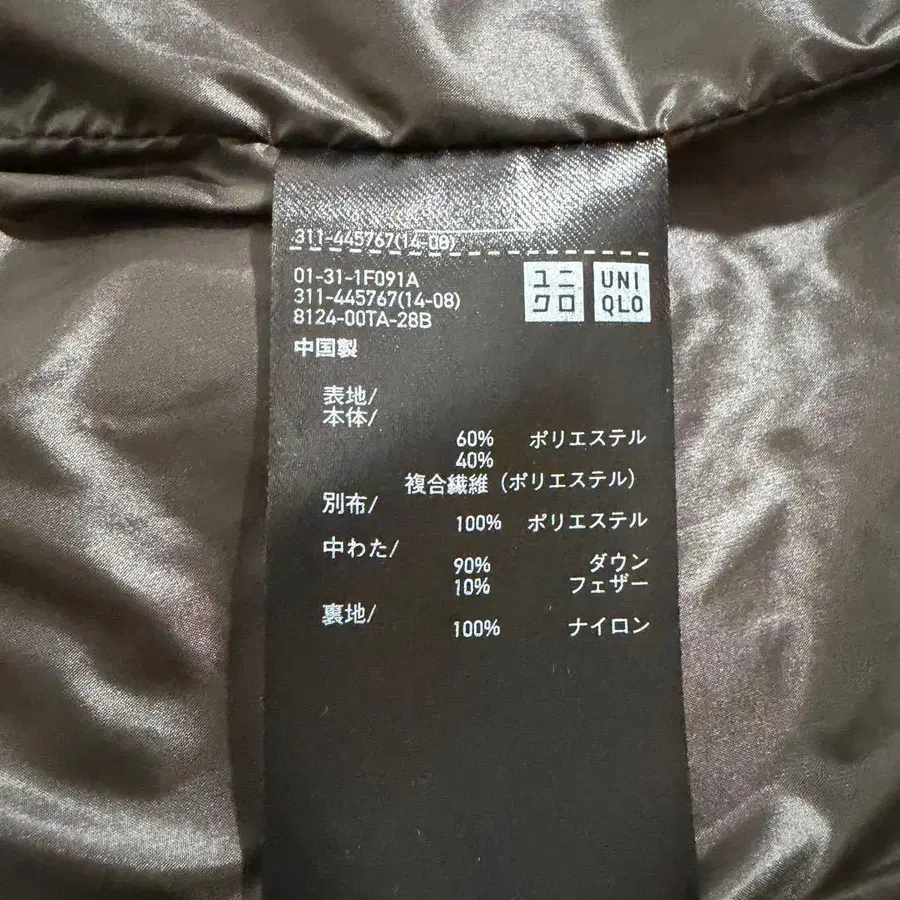 311-445767(14-08)
01-31-1F091A
311-445767(14-08)
8124-00TA-28B
ユニ
クロ
UNI
QLO
中国製
表地/
本体/
60% ポリエステル
40%
複合繊維(ポリエステル)
別布/
100% ポリエステル
中わた/
90% ダウン
10% フェザー
裏地/
100% ナイロン